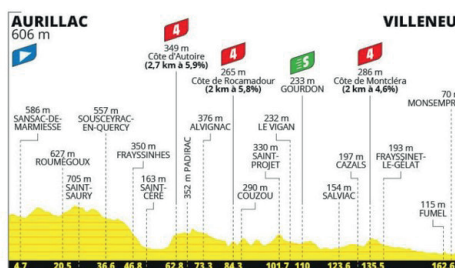 AURILLAC
606 m
VILLENEU
4
349 m
Côte d'Autoire
(2,7 km à 5,9%)
4
265 m
Côte de Rocamadour
(2 km à 5,8%)
S
233 m
GOURDON
4
286 m
Côte de Montcléra
(2 km à 4,6%)
70 m
MONSEMPR
586 m
SANSAC-DE-
MARMIESSE
557 m
SOUSCEYRAC-
EN-QUERCY
376 m
ALVIGNAC
232 m
LE VIGAN
193 m
FRAYSSINET-
LE-GÉLAT
627 m
ROUMÉGOUX
350 m
FRAYSSINHES
330 m
SAINT-
PROJET
197 m
CAZALS
705 m
SAINT-
SAURY
163 m
SAINT-
CÉRÉ
352 m PADIRAC
290 m
COUZOU
154 m
SALVIAC
115 m
FUMEL
4.7
20.5
36.6
46.8
62.8
73.3
84.3
101.7
110
123.6
135.5
162.6